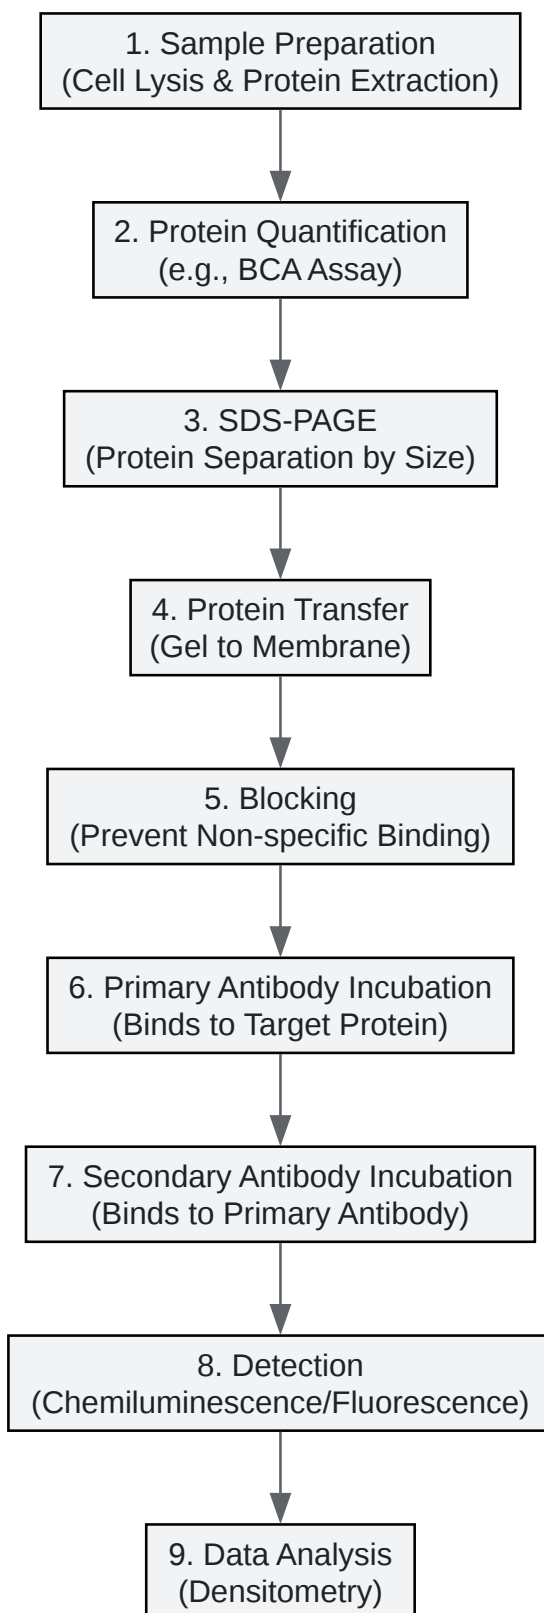 1. Sample Preparation
(Cell Lysis & Protein Extraction)
2. Protein Quantification
(e.g., BCA Assay)
3. SDS-PAGE
(Protein Separation by Size)
4. Protein Transfer
(Gel to Membrane)
5. Blocking
(Prevent Non-specific Binding)
6. Primary Antibody Incubation
(Binds to Target Protein)
7. Secondary Antibody Incubation
(Binds to Primary Antibody)
8. Detection
(Chemiluminescence/Fluorescence)
9. Data Analysis
(Densitometry)